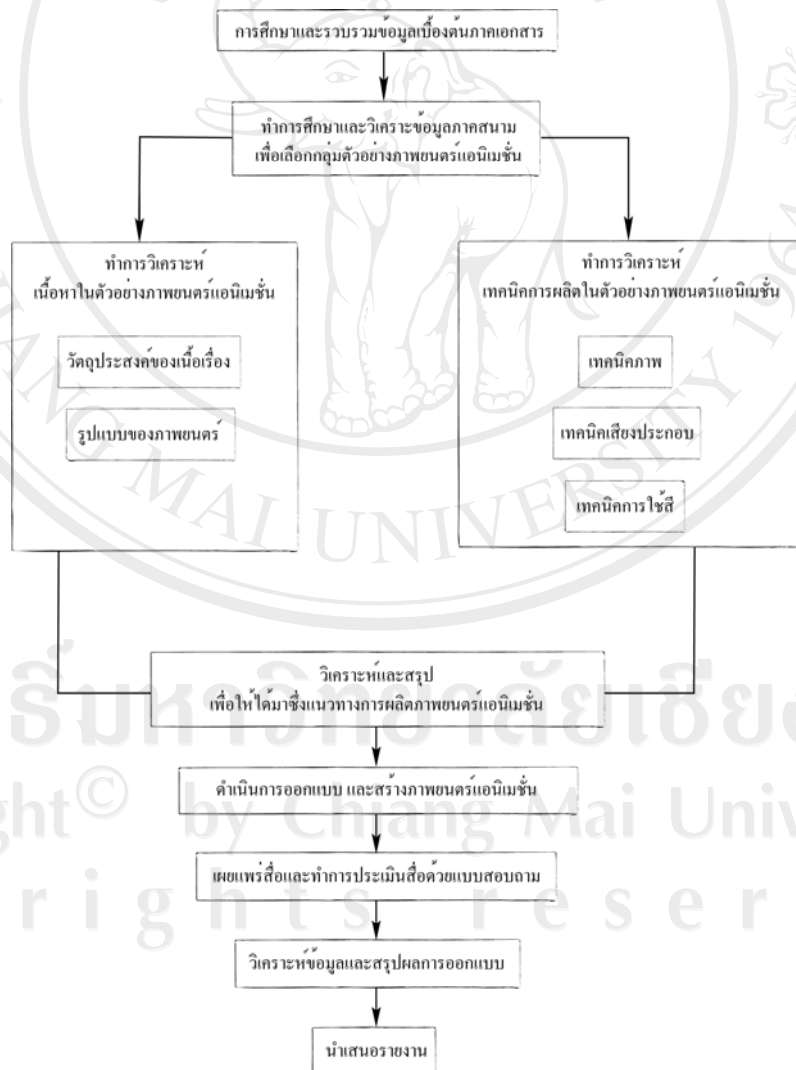 การศึกษาและรวบรวมข้อมูลเบื้องต้นภาคเอกสาร
ทำการศึกษาและวิเคราะข้อมูลภาคสนาม
เพื่อเลือกกลุ่มตัวอย่างภาพยนตร์แอนิเมชั่น
ทำการวิเคราะห์
เนื้อหาในตัวอย่างภาพยนตร์แอนิเมชั่น
วัตถุประสงค์ของเนื้อเรื่อง
รูปแบบของภาพยนตร์
ทำการวิเคราะห์
เทคนิคการผลิตในตัวอย่างภาพยนตร์แอนิเมชั่น
เทคนิคภาพ
เทคนิคเสียงประกอบ
เทคนิคการใช้สี
วิเคราะห์และสรุป
เพื่อให้ได้มาซึ่งแนวทางการผลิตภาพยนตร์แอนิเมชั่น
ดำเนินการออกแบบ และสร้างภาพยนตร์แอนิเมชั่น
เผยแพร่สื่อและทำการประเมินสื่อด้วยแบบสอบถาม
วิเคราะห์ข้อมูลและสรุปผลการออกแบบ
นำเสนอรายงาน
MAI UNIVERSITY 1964
ght© by Chiang Mai Univ
rights reser